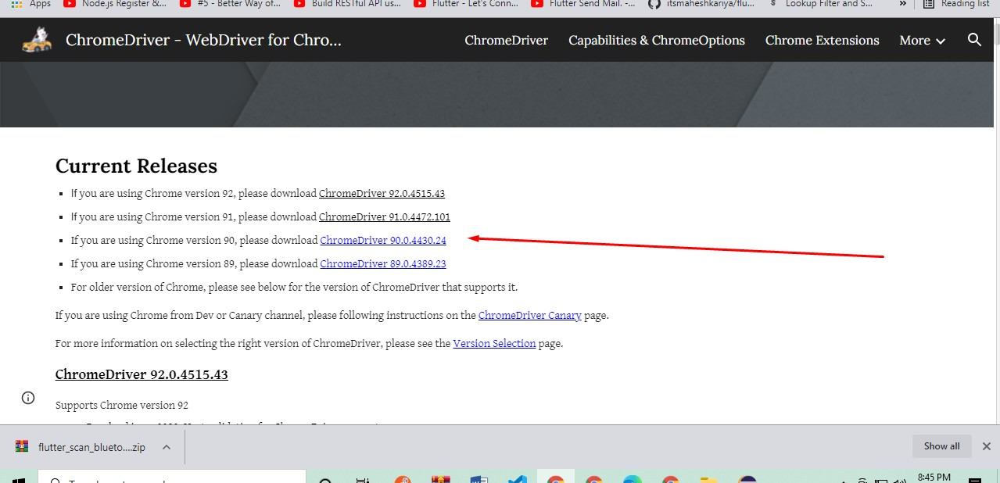 Apps Node.js Register &... #5 - Better Way of... Build RESTful API us... Flutter - Let's Conn... Flutter Send Mail. -... itsmaheshkariya/flu... Lookup Filter and S... » Reading list
ChromeDriver - WebDriver for Chro... ChromeDriver Capabilities & ChromeOptions Chrome Extensions More
Current Releases
If you are using Chrome version 92, please download ChromeDriver 92.0.4515.43
If you are using Chrome version 91, please download ChromeDriver 91.0.4472.101
If you are using Chrome version 90, please download ChromeDriver 90.0.4430.24
If you are using Chrome version 89, please download ChromeDriver 89.0.4389.23
For older version of Chrome, please see below for the version of ChromeDriver that supports it.
If you are using Chrome from Dev or Canary channel, please following instructions on the ChromeDriver Canary page.
For more information on selecting the right version of ChromeDriver, please see the Version Selection page.
ChromeDriver 92.0.4515.43
Supports Chrome version 92
flutter_scan_blueto....zip Show all
8:45 PM